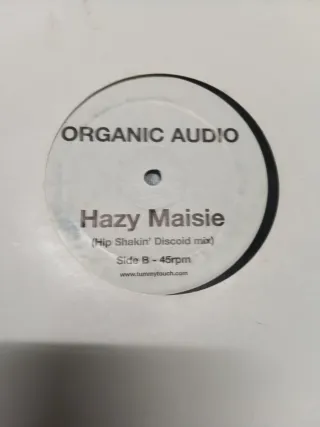 ORGANIC AUDIO
Hazy Maisie
(Hip Shakin' Discoid mix)
Side B - 45rpm
www.tummytouch.com